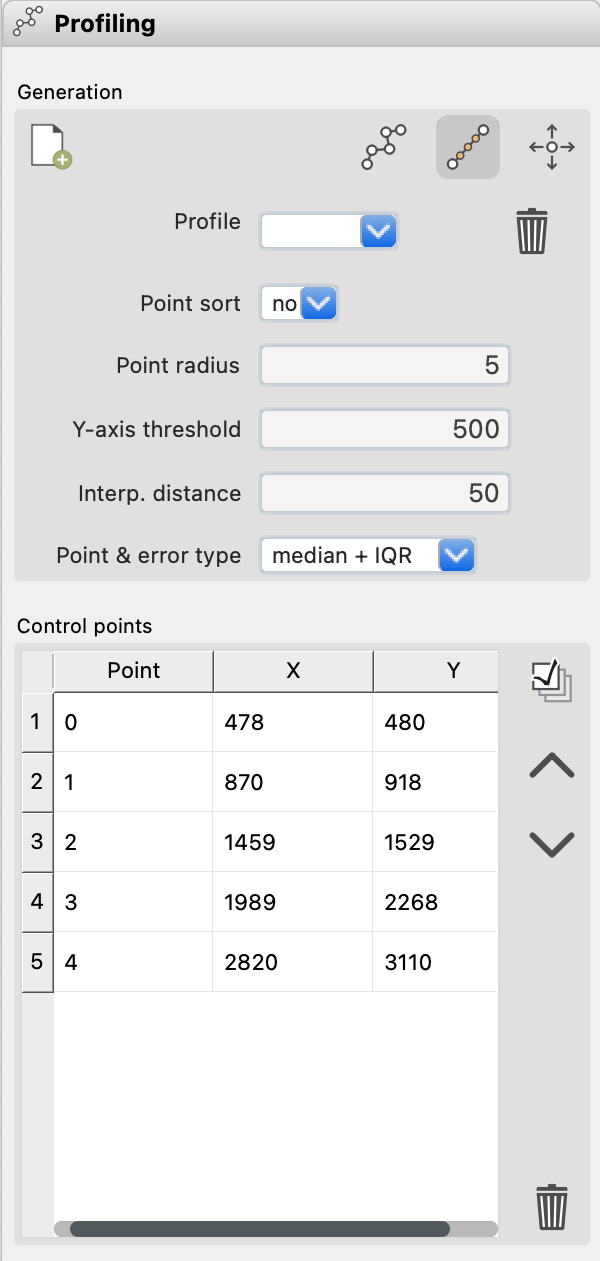 Profiling
Generation
Profile
Point sort no
Point radius 5
Y-axis threshold 500
Interp. distance 50
Point & error type median + IQR
Control points
Point X Y
1 0 478 480
2 1 870 918
3 2 1459 1529
4 3 1989 2268
5 4 2820 3110